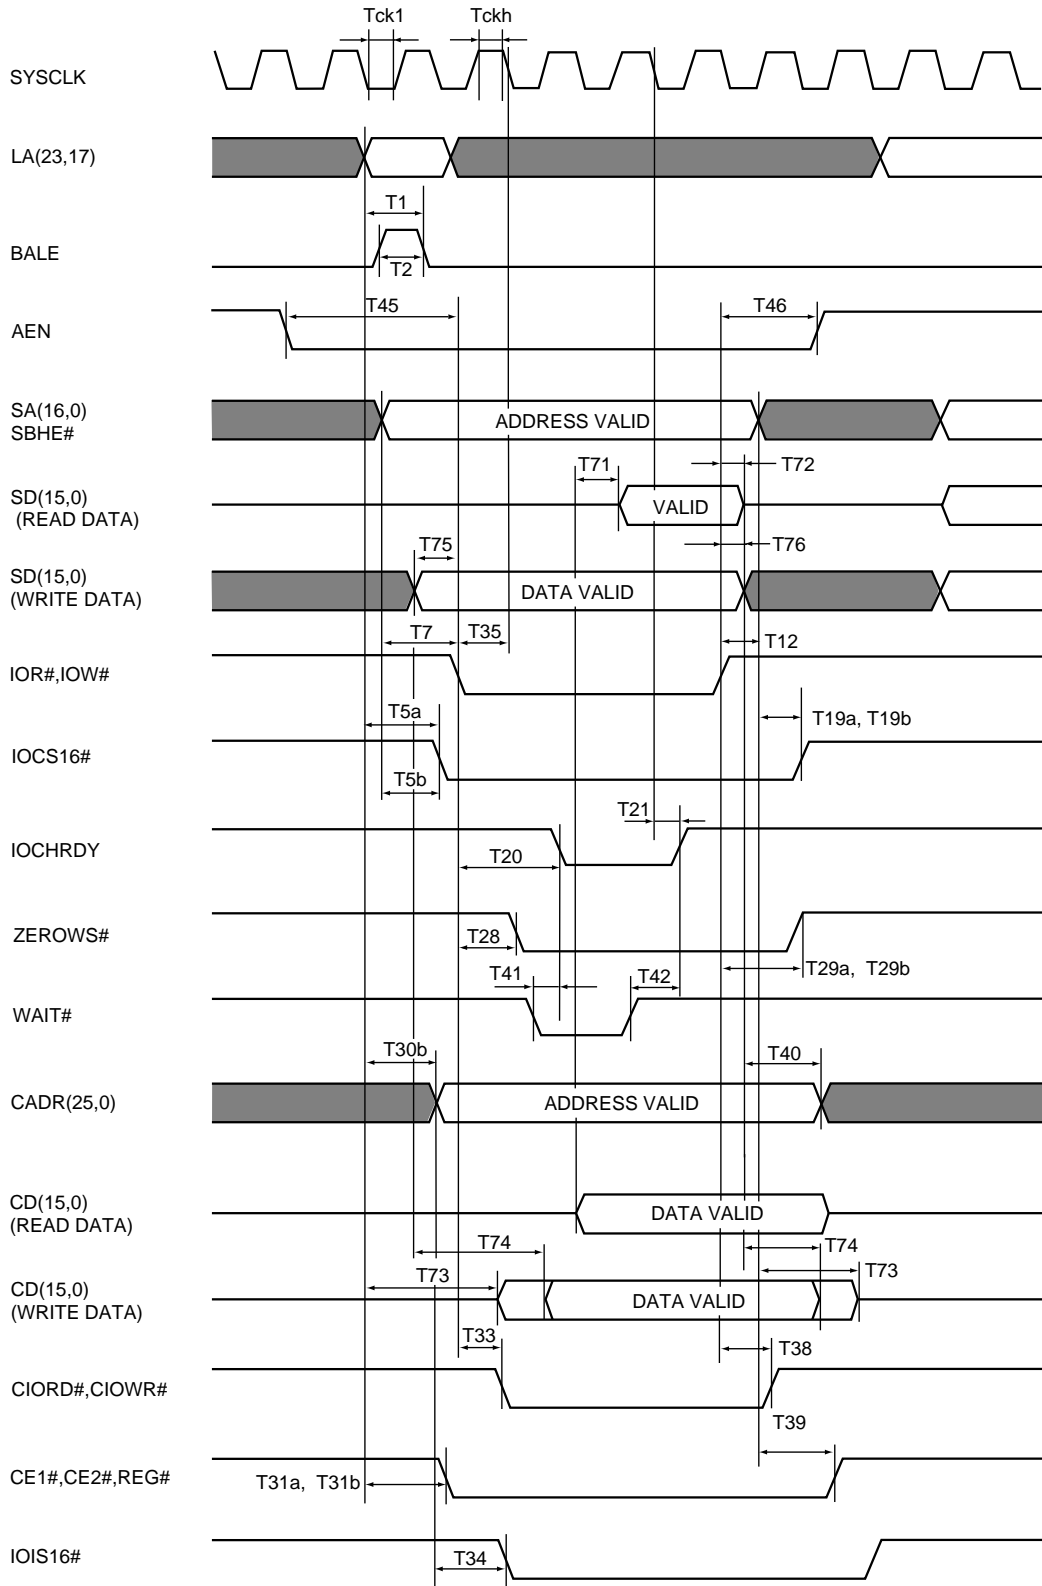 Tck1
Tckh
SYSCLK
LA(23,17)
T1
BALE
T2
T45
T46
AEN
SA(16,0)
SBHE#
ADDRESS VALID
T71
T72
SD(15,0)
(READ DATA)
VALID
T75
T76
SD(15,0)
(WRITE DATA)
DATA VALID
T7
T35
T12
IOR#,IOW#
T5a
T19a, T19b
IOCS16#
T5b
T21
IOCHRDY
T20
ZEROWS#
T28
T29a, T29b
T41
T42
WAIT#
T30b
T40
CADR(25,0)
ADDRESS VALID
CD(15,0)
(READ DATA)
DATA VALID
T74
T74
T73
T73
CD(15,0)
(WRITE DATA)
DATA VALID
T33
T38
CIORD#,CIOWR#
T39
CE1#,CE2#,REG#
T31a, T31b
IOIS16#
T34